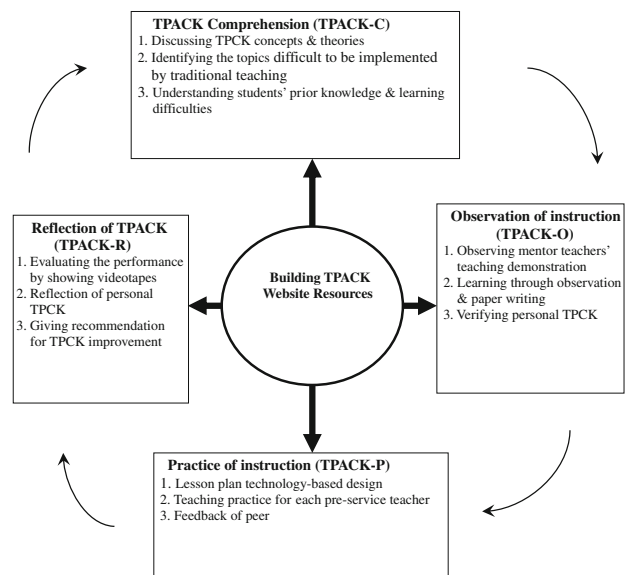 TPACK Comprehension (TPACK-C)
1. Discussing TPCK concepts & theories
2. Identifying the topics difficult to be implemented
by traditional teaching
3. Understanding students' prior knowledge & learning
difficulties
Reflection of TPACK
(TPACK-R)
1. Evaluating the performance
by showing videotapes
2. Reflection of personal
TPCK
3. Giving recommendation
for TPCK improvement
Building TPACK
Website Resources
Observation of instruction
(TPACK-O)
1. Observing mentor teachers'
teaching demonstration
2. Learning through observation
& paper writing
3. Verifying personal TPCK
Practice of instruction (TPACK-P)
1. Lesson plan technology-based design
2. Teaching practice for each pre-service teacher
3. Feedback of peer